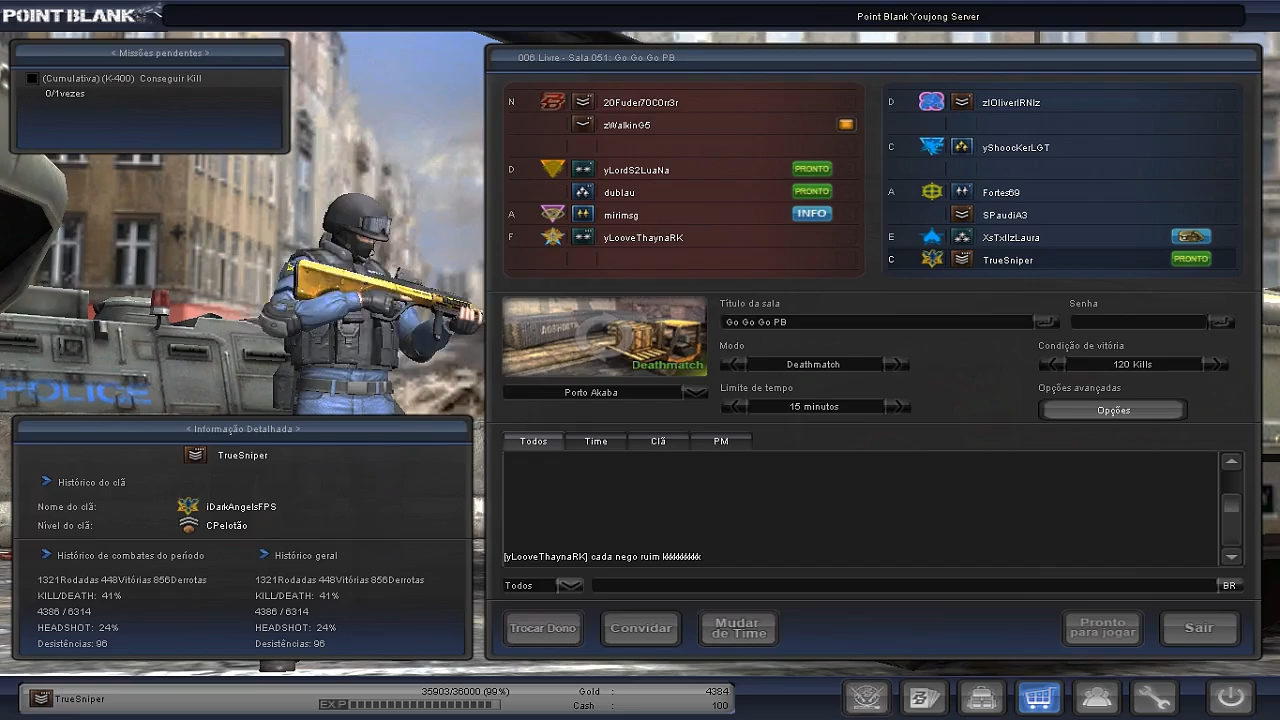 POINT BLANK
Point Blank Youjong Server
< Missões pendentes >
(Cumulativa) (K-400) Conseguir Kill
0/1vezes
006 Livre - Sala 051: Go Go Go PB
N 20Fuder70C0rr3r
zWalkinG5
D yLordS2LuaNa PRONTO
dublau PRONTO
A mirimsg INFO
F yLooveThaynaRK
D zIOliverIRNIz
C yShoocKerLGT
A Fortes69
SPaudiA3
E XsTxIIzLaura
C TrueSniper PRONTO
POLICE
Deathmatch
Porto Akaba
Título da sala
Go Go Go PB
Senha
Modo
Deathmatch
Condição de vitória
120 Kills
Limite de tempo
15 minutos
Opções avançadas
Opções
< Informação Detalhada >
TrueSniper
Histórico do clã
Nome do clã: iDarkAngelsFPS
Nível do clã: CPelotão
Histórico de combates do período
1321Rodadas 448Vitórias 856Derrotas
KILL/DEATH: 41%
4386 / 6314
HEADSHOT: 24%
Desistências: 96
Histórico geral
1321Rodadas 448Vitórias 856Derrotas
KILL/DEATH: 41%
4386 / 6314
HEADSHOT: 24%
Desistências: 96
Todos Time Clã PM
[yLooveThaynaRK] cada nego ruim kkkkkkkkk
Todos BR
Trocar Dono
Convidar
Mudar
de Time
Pronto
para jogar
Sair
TrueSniper
35903/36000 (99%)
EXP
Gold : 4384
Cash : 100